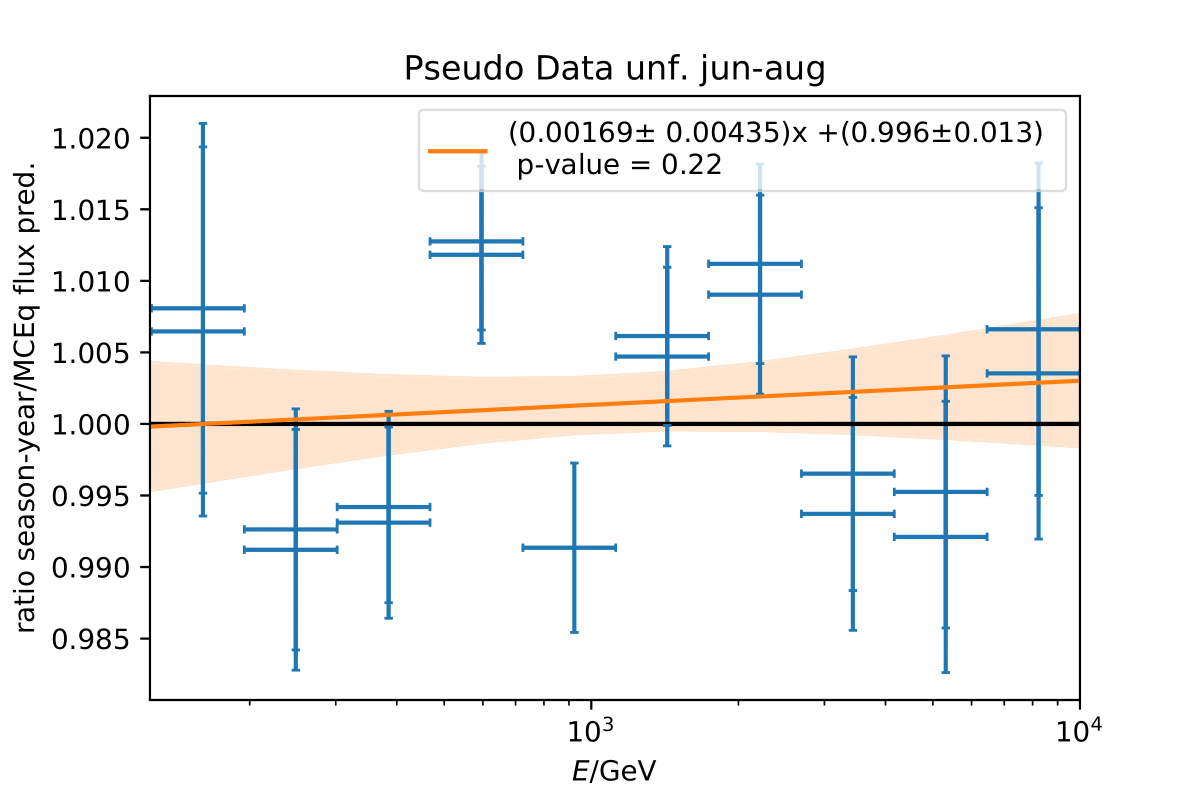 Pseudo Data unf. jun-aug
(0.00169± 0.00435)x +(0.996±0.013)
p-value = 0.22
ratio season-year/MCEq flux pred.
1.020
1.015
1.010
1.005
1.000
0.995
0.990
0.985
10³
10⁴
E/GeV